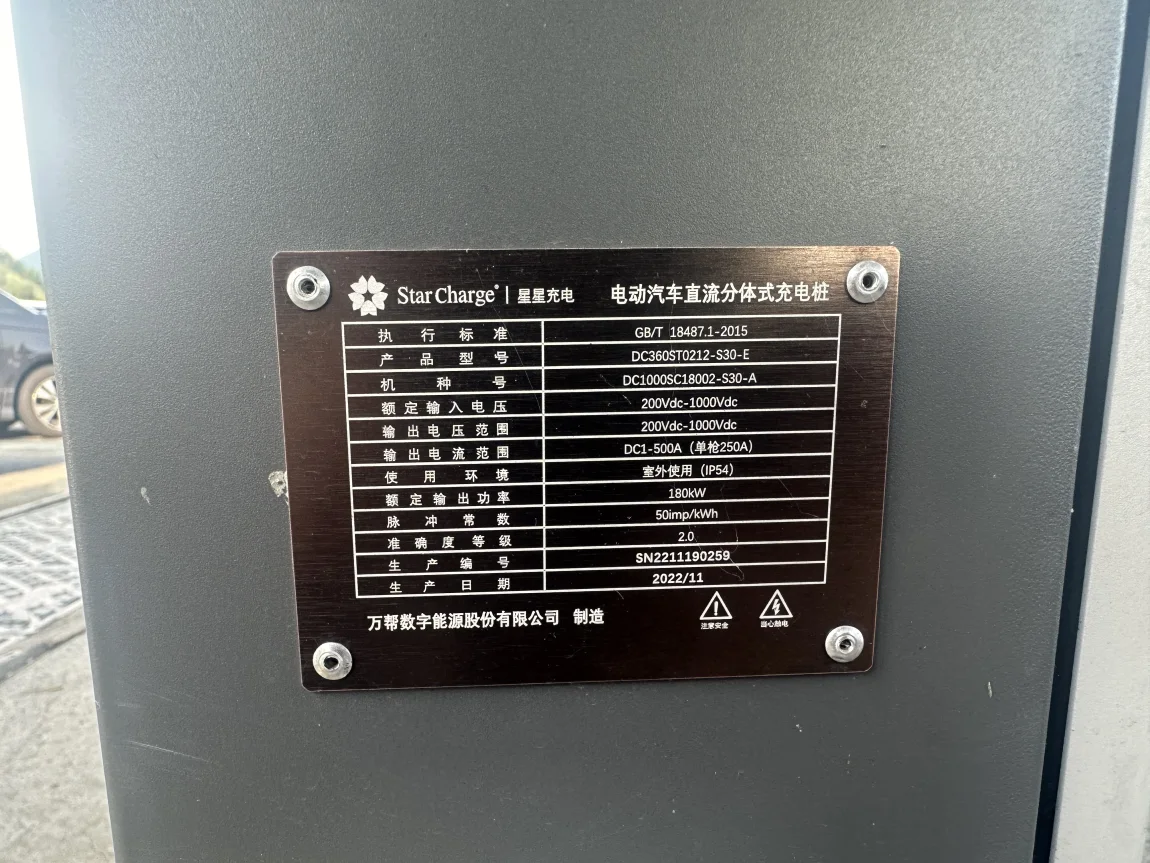 StarCharge® | 星星充电 电动汽车直流分体式充电桩
执行标准 GB/T 18487.1-2015
产品型号 DC360ST0212-S30-E
机种号 DC1000SC18002-S30-A
额定输入电压 200Vdc-1000Vdc
输出电压范围 200Vdc-1000Vdc
输出电流范围 DC1-500A（单枪250A）
使用环境 室外使用（IP54）
额定输出功率 180kW
脉冲常数 50imp/kWh
准确度等级 2.0
生产编号 SN2211190259
生产日期 2022/11
万帮数字能源股份有限公司 制造
注意安全 当心触电